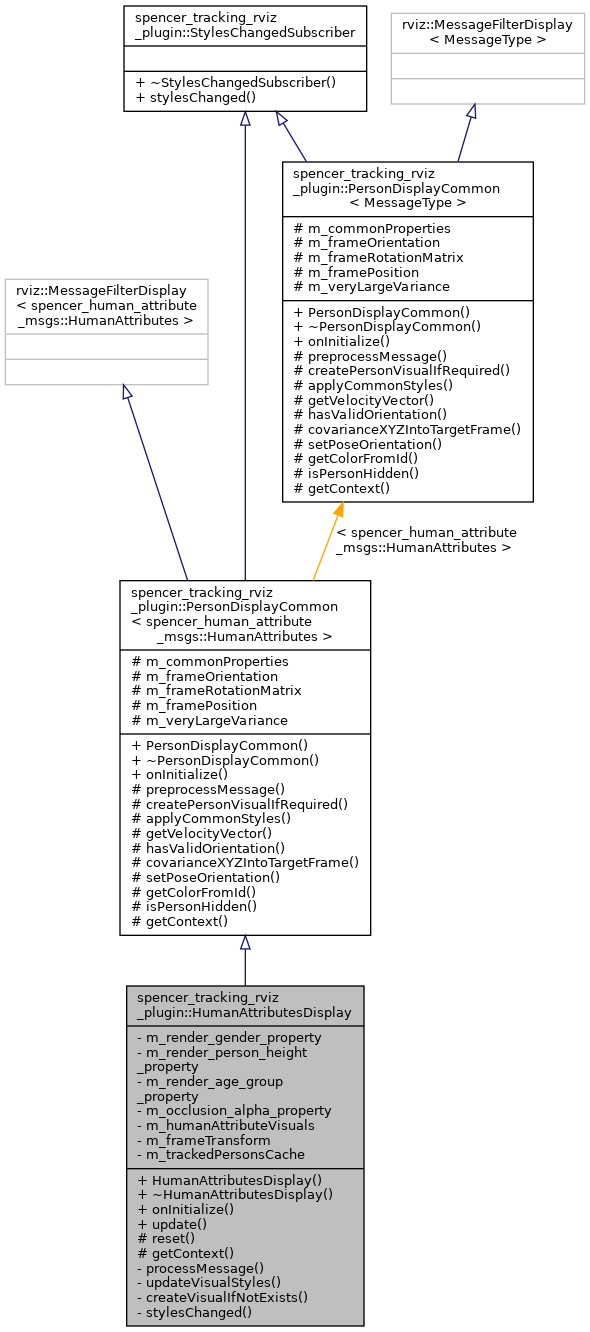 spencer_tracking_rviz
_plugin::StylesChangedSubscriber
+ ~StylesChangedSubscriber()
+ stylesChanged()
rviz::MessageFilterDisplay
< MessageType >
spencer_tracking_rviz
_plugin::PersonDisplayCommon
< MessageType >
# m_commonProperties
# m_frameOrientation
# m_frameRotationMatrix
# m_framePosition
# m_veryLargeVariance
+ PersonDisplayCommon()
+ ~PersonDisplayCommon()
+ onInitialize()
# preprocessMessage()
# createPersonVisualIfRequired()
# applyCommonStyles()
# getVelocityVector()
# hasValidOrientation()
# covarianceXYZIntoTargetFrame()
# setPoseOrientation()
# getColorFromId()
# isPersonHidden()
# getContext()
rviz::MessageFilterDisplay
< spencer_human_attribute
_msgs::HumanAttributes >
< spencer_human_attribute
_msgs::HumanAttributes >
spencer_tracking_rviz
_plugin::PersonDisplayCommon
< spencer_human_attribute
_msgs::HumanAttributes >
# m_commonProperties
# m_frameOrientation
# m_frameRotationMatrix
# m_framePosition
# m_veryLargeVariance
+ PersonDisplayCommon()
+ ~PersonDisplayCommon()
+ onInitialize()
# preprocessMessage()
# createPersonVisualIfRequired()
# applyCommonStyles()
# getVelocityVector()
# hasValidOrientation()
# covarianceXYZIntoTargetFrame()
# setPoseOrientation()
# getColorFromId()
# isPersonHidden()
# getContext()
spencer_tracking_rviz
_plugin::HumanAttributesDisplay
- m_render_gender_property
- m_render_person_height
_property
- m_render_age_group
_property
- m_occlusion_alpha_property
- m_humanAttributeVisuals
- m_frameTransform
- m_trackedPersonsCache
+ HumanAttributesDisplay()
+ ~HumanAttributesDisplay()
+ onInitialize()
+ update()
# reset()
# getContext()
- processMessage()
- updateVisualStyles()
- createVisualIfNotExists()
- stylesChanged()